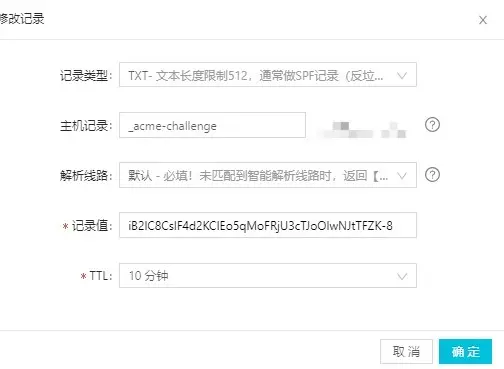 修改记录
记录类型: TXT- 文本长度限制512，通常做SPF记录（反垃...
主机记录: _acme-challenge
解析线路: 默认 - 必填！未匹配到智能解析线路时，返回【...
* 记录值: iB2IC8CsIF4d2KCIEo5qMoFRjU3cTJoOIwNJtTFZK-8
* TTL: 10 分钟
取 消 确 定